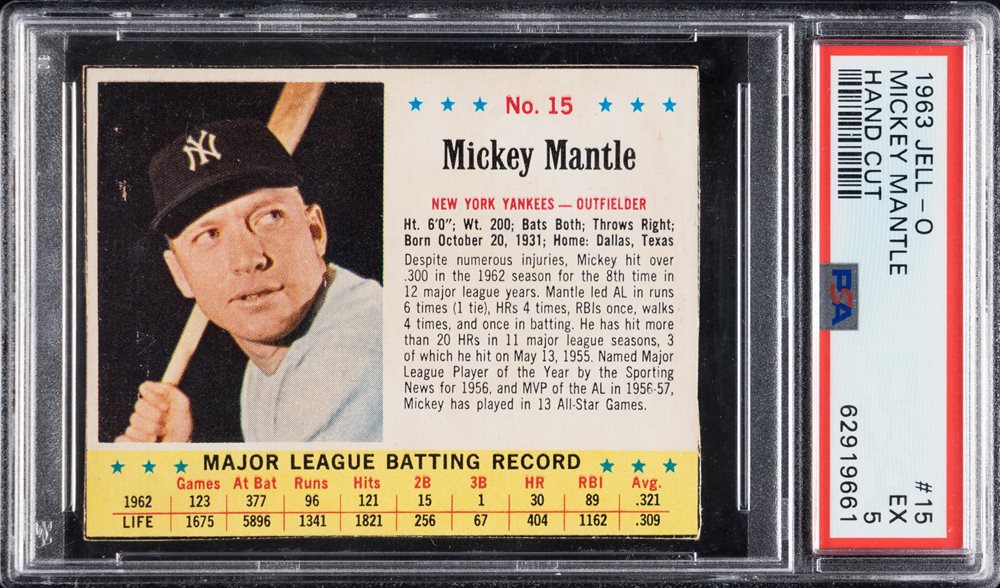 No. 15
Mickey Mantle
NEW YORK YANKEES — OUTFIELDER
Ht. 6'0"; Wt. 200; Bats Both; Throws Right;
Born October 20, 1931; Home: Dallas, Texas
Despite numerous injuries, Mickey hit over
.300 in the 1962 season for the 8th time in
12 major league years. Mantle led AL in runs
6 times (1 tie), HRs 4 times, RBIs once, walks
4 times, and once in batting. He has hit more
than 20 HRs in 11 major league seasons, 3
of which he hit on May 13, 1955. Named Major
League Player of the Year by the Sporting
News for 1956, and MVP of the AL in 1956-57,
Mickey has played in 13 All-Star Games.
NY
MAJOR LEAGUE BATTING RECORD
Games At Bat Runs Hits 2B 3B HR RBI Avg.
1962 123 377 96 121 15 1 30 89 .321
LIFE 1675 5896 1341 1821 256 67 404 1162 .309
1963 JELL-O #15
MICKEY MANTLE EX
HAND CUT 5
PSA
62919661